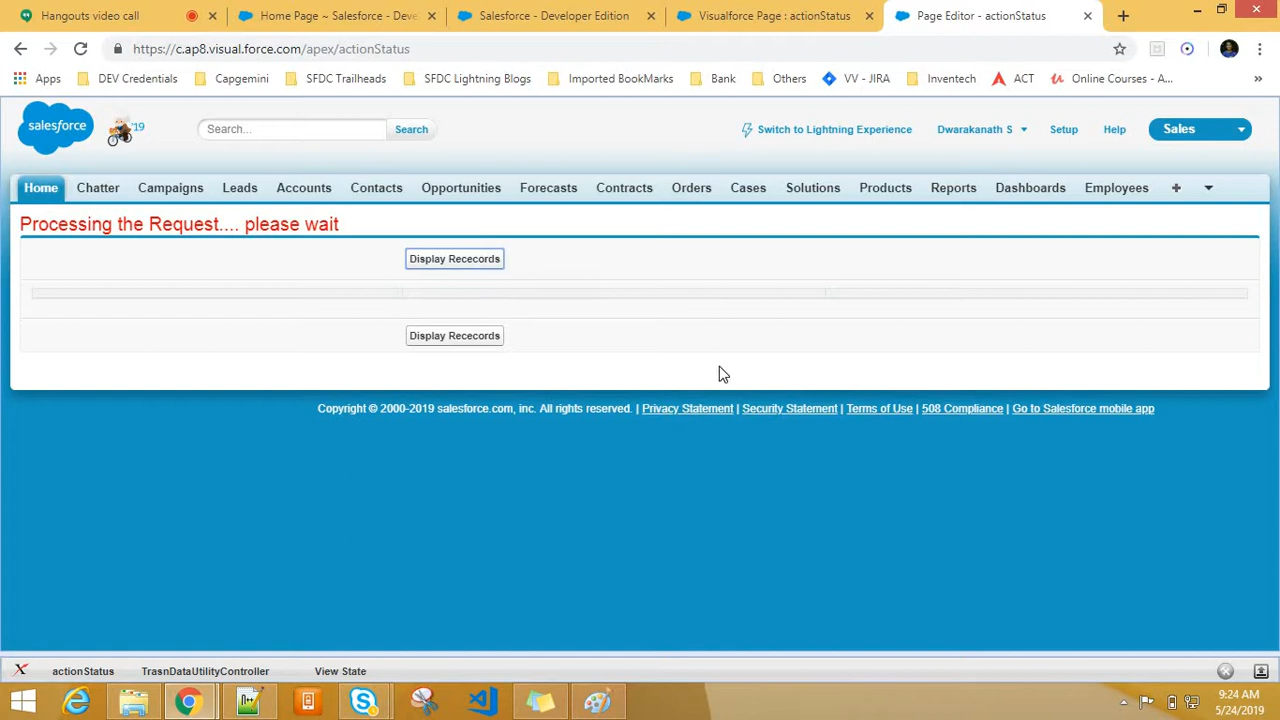 Hangouts video call
Home Page ~ Salesforce - Deve
Salesforce - Developer Edition
Visualforce Page : actionStatus
Page Editor - actionStatus
https://c.ap8.visual.force.com/apex/actionStatus
Apps
DEV Credentials
Capgemini
SFDC Trailheads
SFDC Lightning Blogs
Imported BookMarks
Bank
Others
VV - JIRA
Inventech
ACT
Online Courses - A...
»
salesforce
'19
Search...
Search
Switch to Lightning Experience
Dwarakanath S
Setup
Help
Sales
Home
Chatter
Campaigns
Leads
Accounts
Contacts
Opportunities
Forecasts
Contracts
Orders
Cases
Solutions
Products
Reports
Dashboards
Employees
Processing the Request.... please wait
Display Rececords
Display Rececords
Copyright © 2000-2019 salesforce.com, inc. All rights reserved. | Privacy Statement | Security Statement | Terms of Use | 508 Compliance | Go to Salesforce mobile app
actionStatus
TrasnDataUtilityController
View State
9:24 AM
5/24/2019